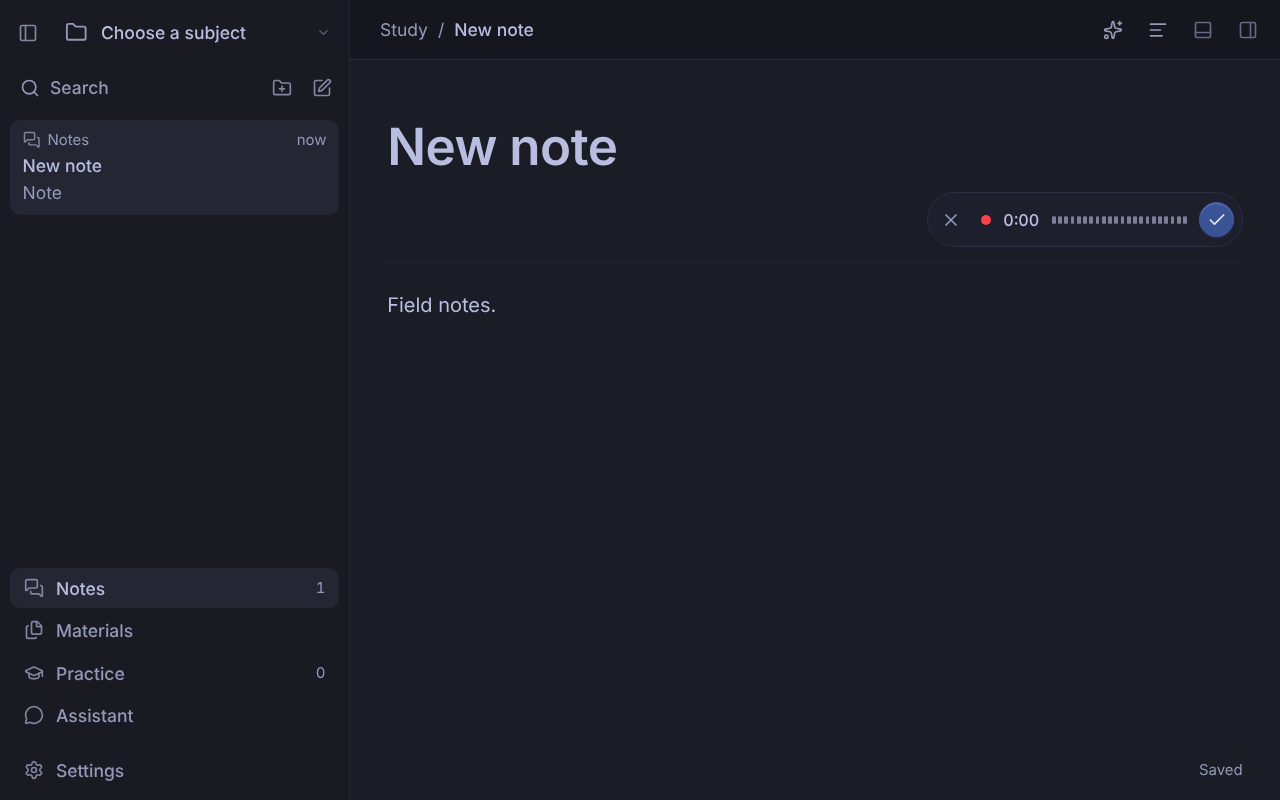 Choose a subject
Search
Notes now
New note
Note
Notes 1
Materials
Practice 0
Assistant
Settings
Study / New note
New note
0:00
Field notes.
Saved